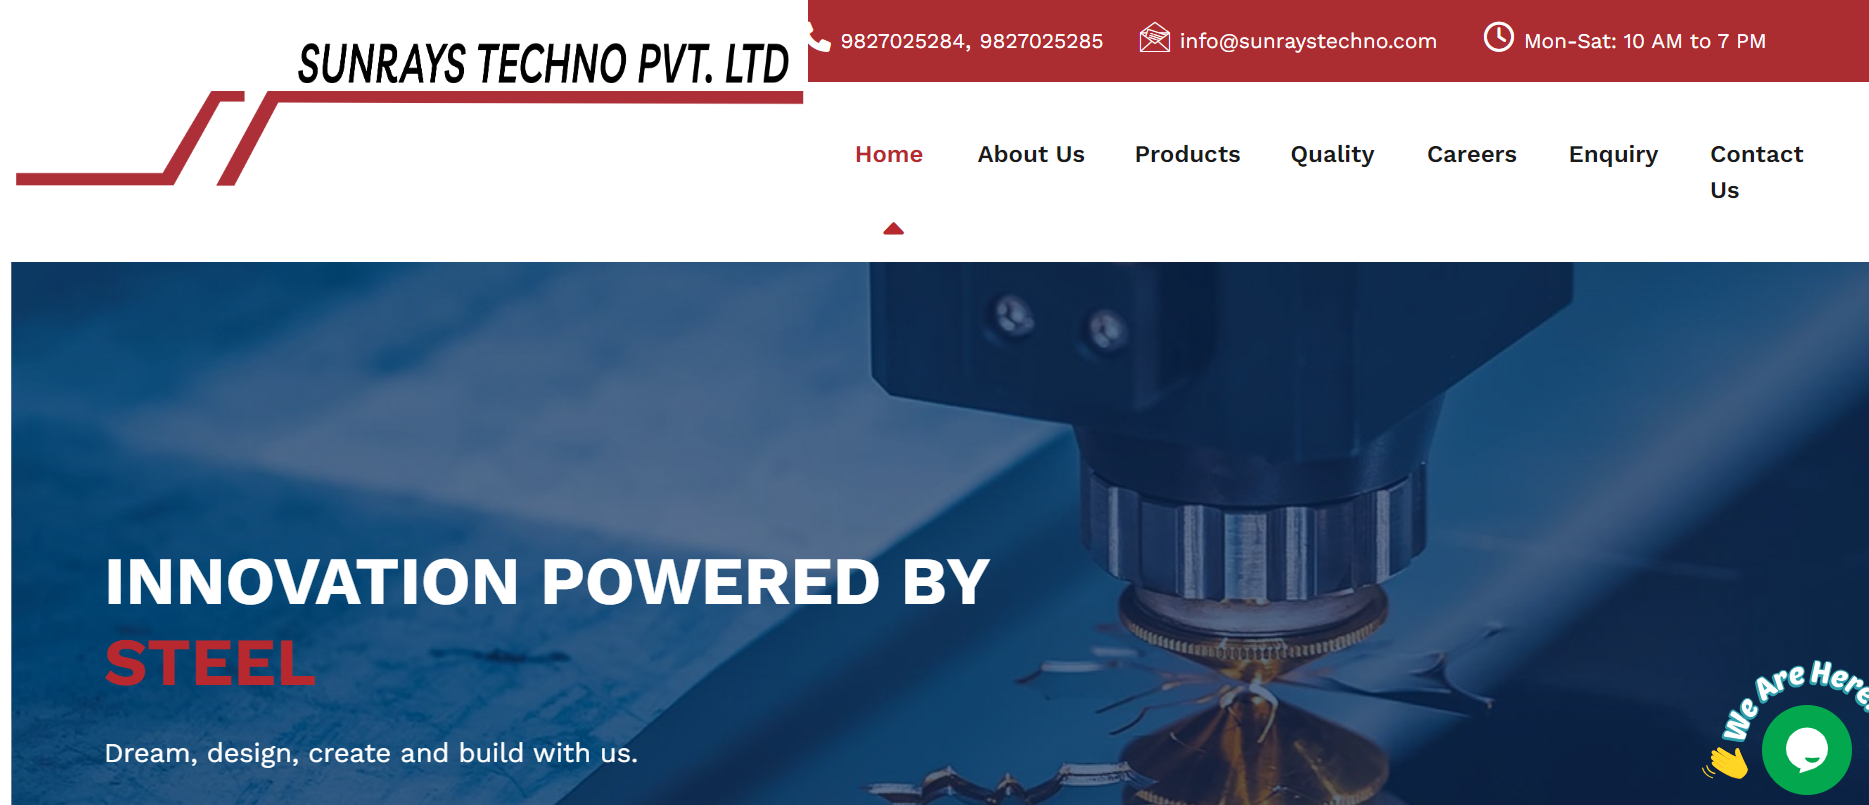 SUNRAYS TECHNO PVT. LTD
9827025284, 9827025285
info@sunraystechno.com
Mon-Sat: 10 AM to 7 PM
Home
About Us
Products
Quality
Careers
Enquiry
Contact
Us
INNOVATION POWERED BY
STEEL
Dream, design, create and build with us.
We Are Here